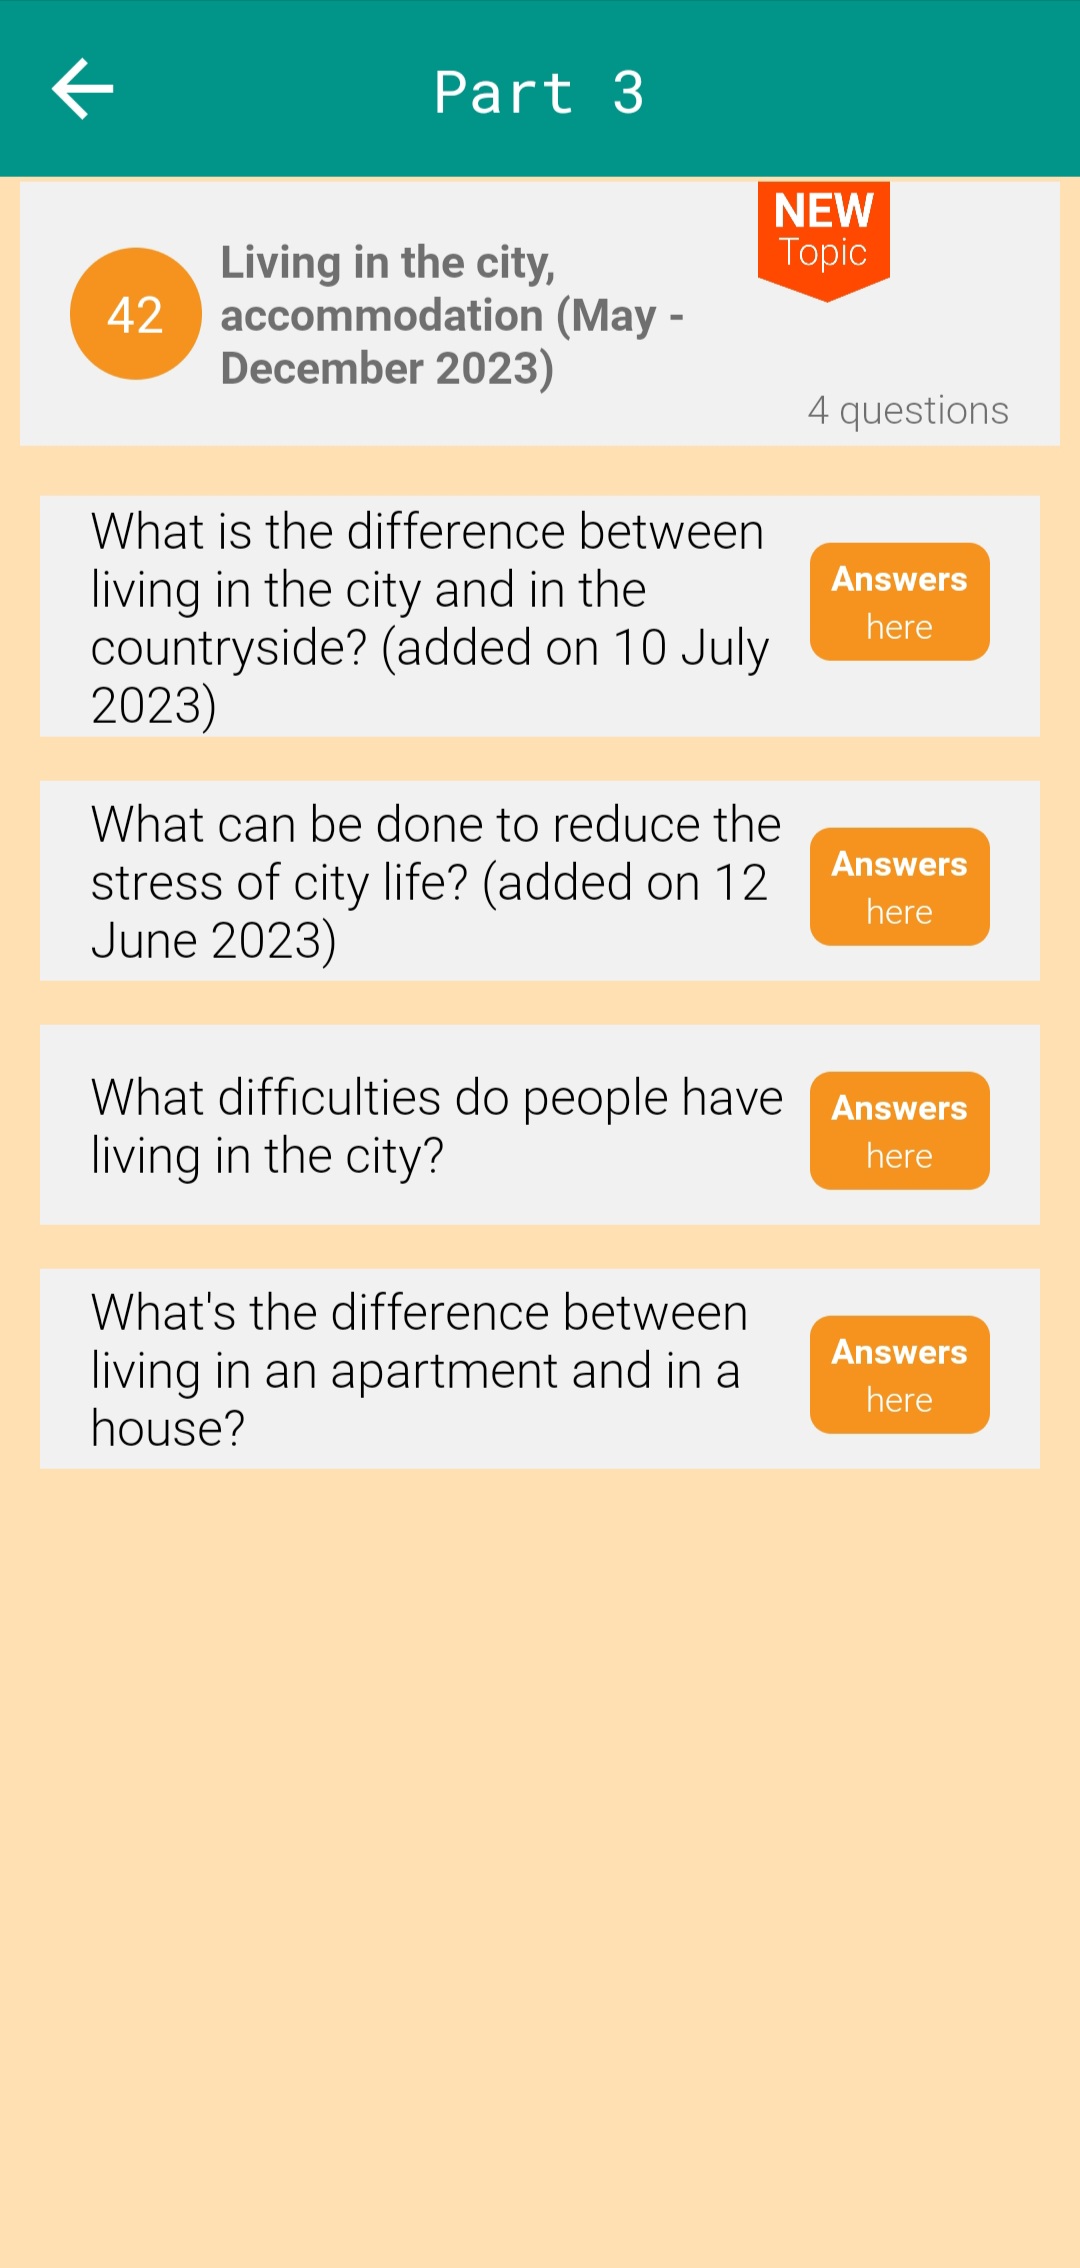 Part 3
NEW
Topic
42
Living in the city,
accommodation (May -
December 2023)
4 questions
What is the difference between
living in the city and in the
countryside? (added on 10 July
2023)
Answers
here
What can be done to reduce the
stress of city life? (added on 12
June 2023)
Answers
here
What difficulties do people have
living in the city?
Answers
here
What's the difference between
living in an apartment and in a
house?
Answers
here